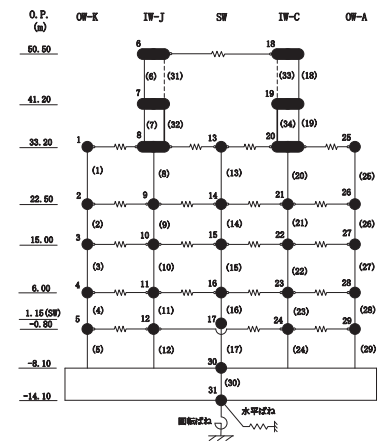 O.P.
(m)
OW-K IW-J SW IW-C OW-A
50.50 6 18
(6) (31) (33) (18)
41.20 7 19
(7) (32) (34) (19)
33.20 1 8 13 20 25
(1) (8) (13) (20) (25)
22.50 2 9 14 21 26
(2) (9) (14) (21) (26)
15.00 3 10 15 22 27
(3) (10) (15) (22) (27)
6.00 4 11 16 23 28
(4) (11) (16) (23) (28)
1.15(SW) 17
-0.80 5 12 24 29
(5) (12) (17) (24) (29)
-8.10 30
(30)
-14.10 31
回転ばね 水平ばね